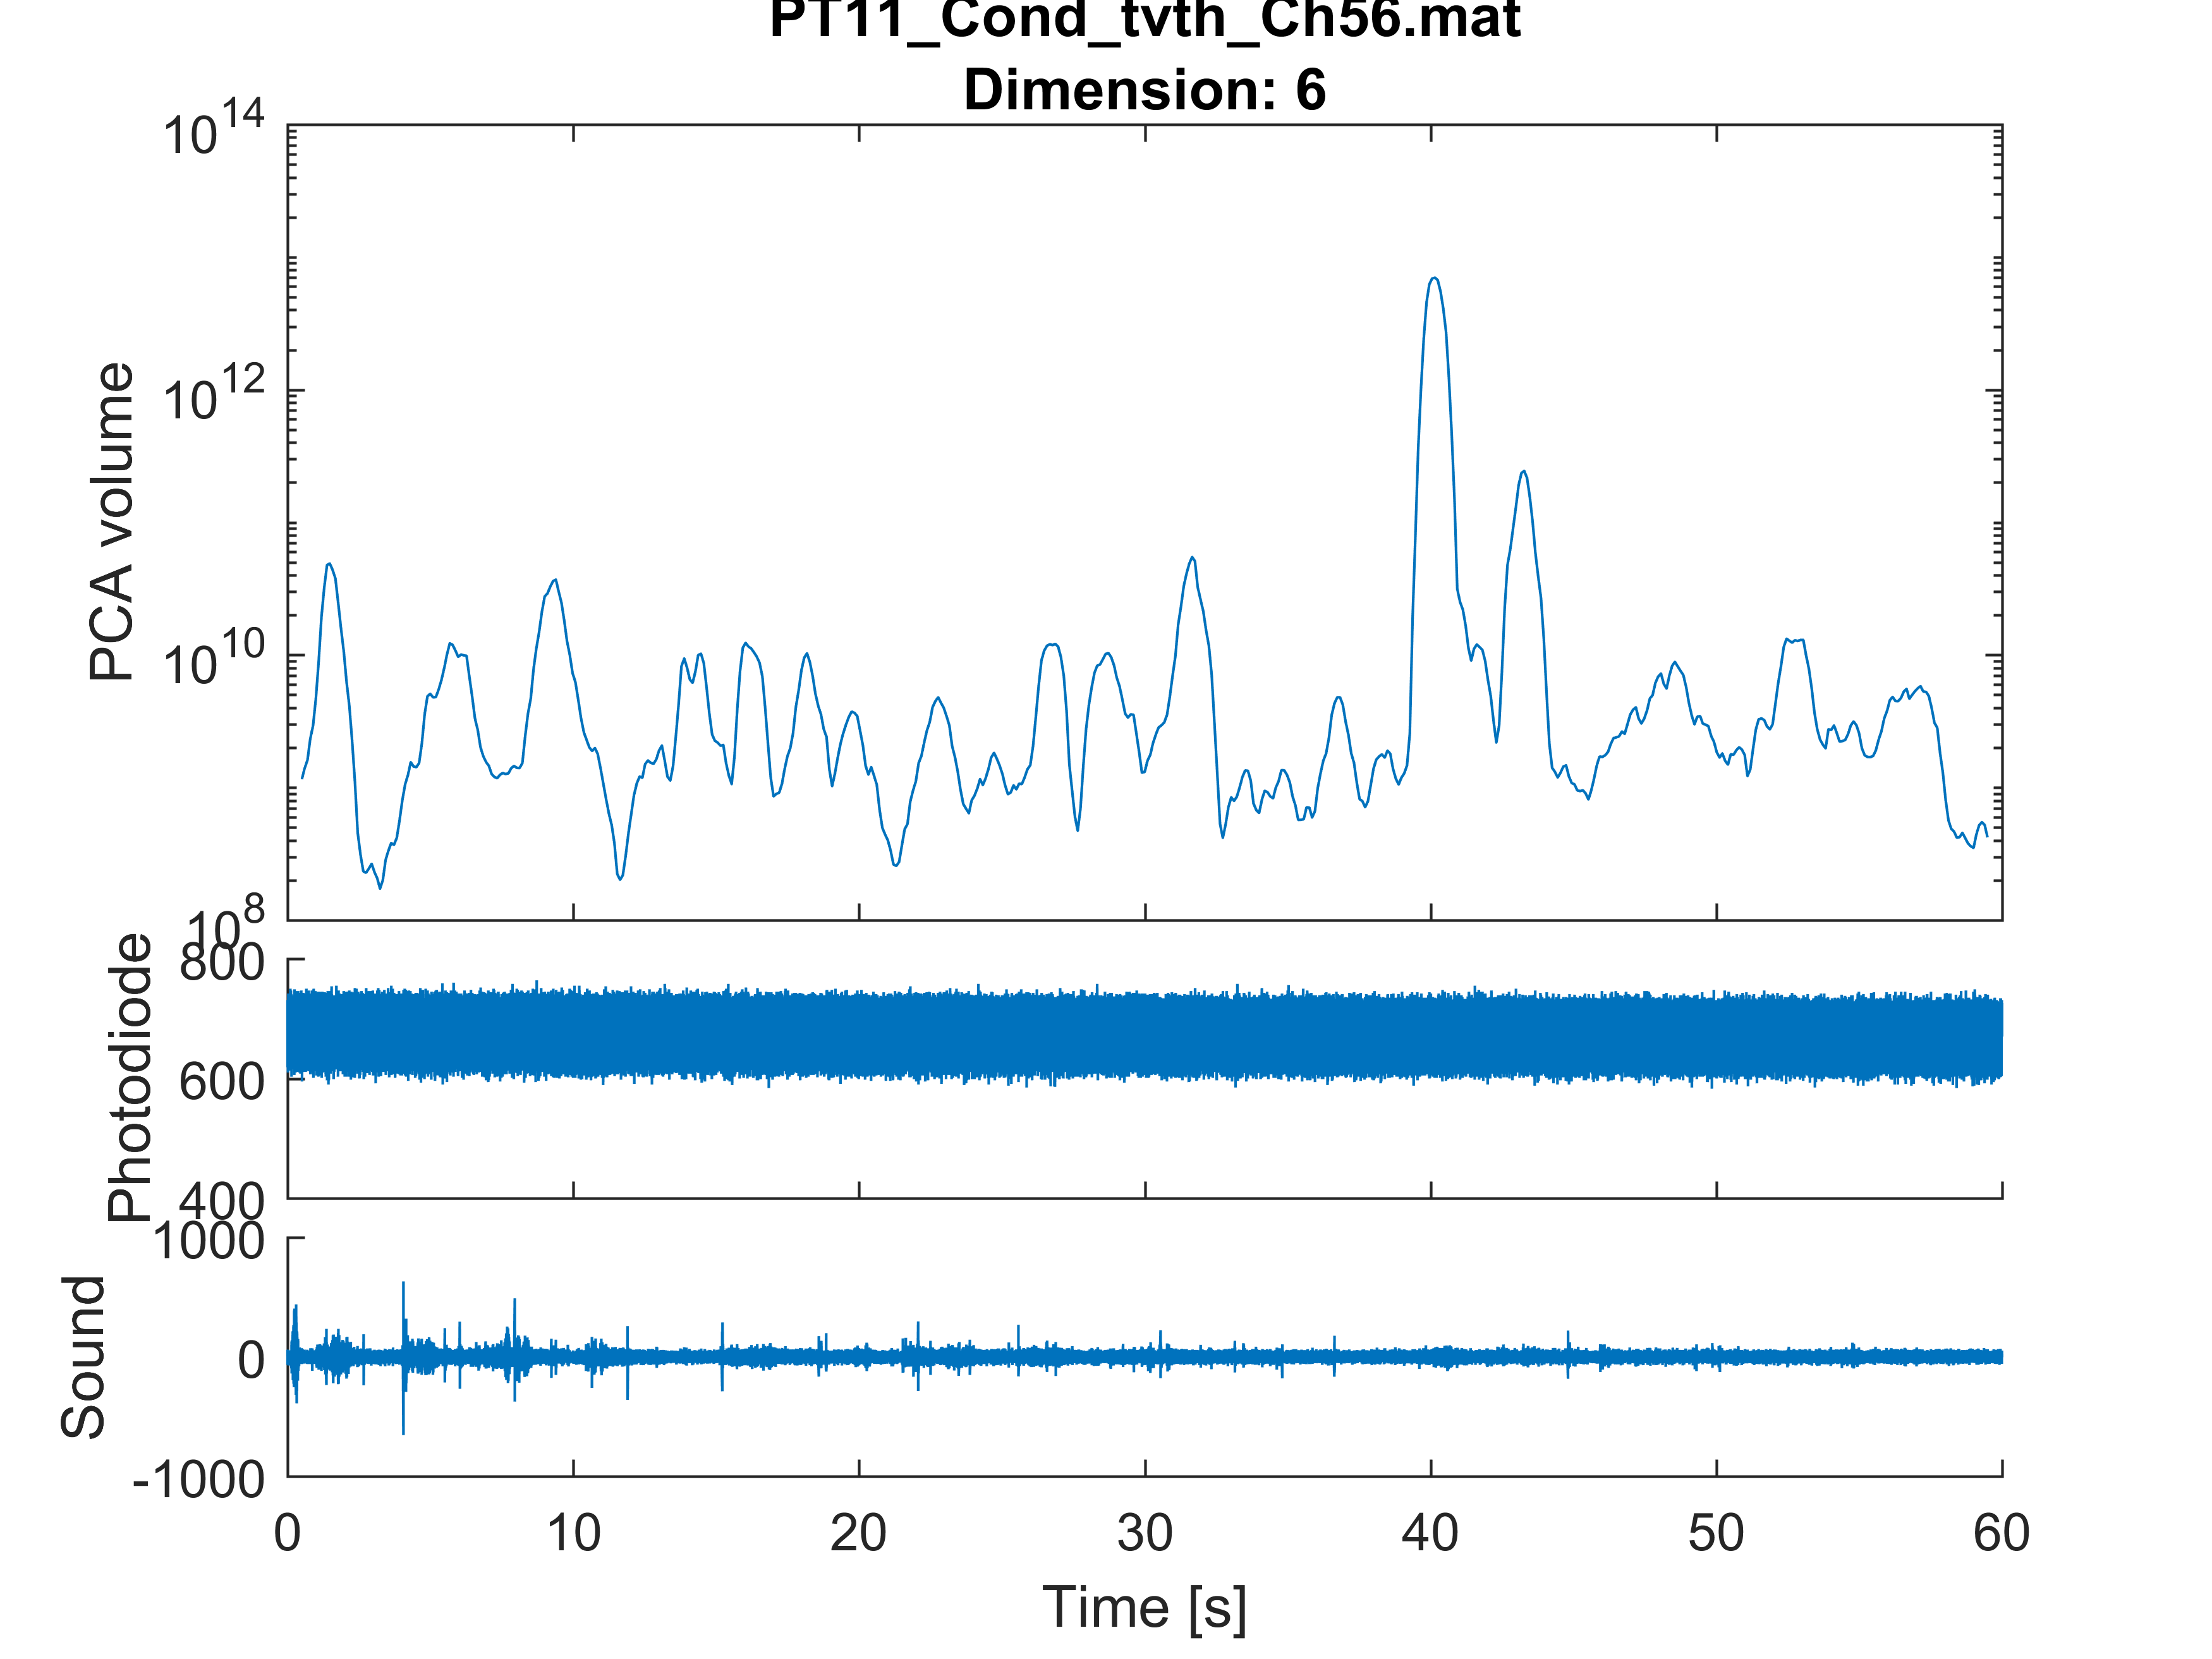 PT11_Cond_tvth_Ch56.mat
Dimension: 6
10^14
10^12
10^10
10^8
PCA volume
800
600
400
Photodiode
1000
0
-1000
Sound
0 10 20 30 40 50 60
Time [s]